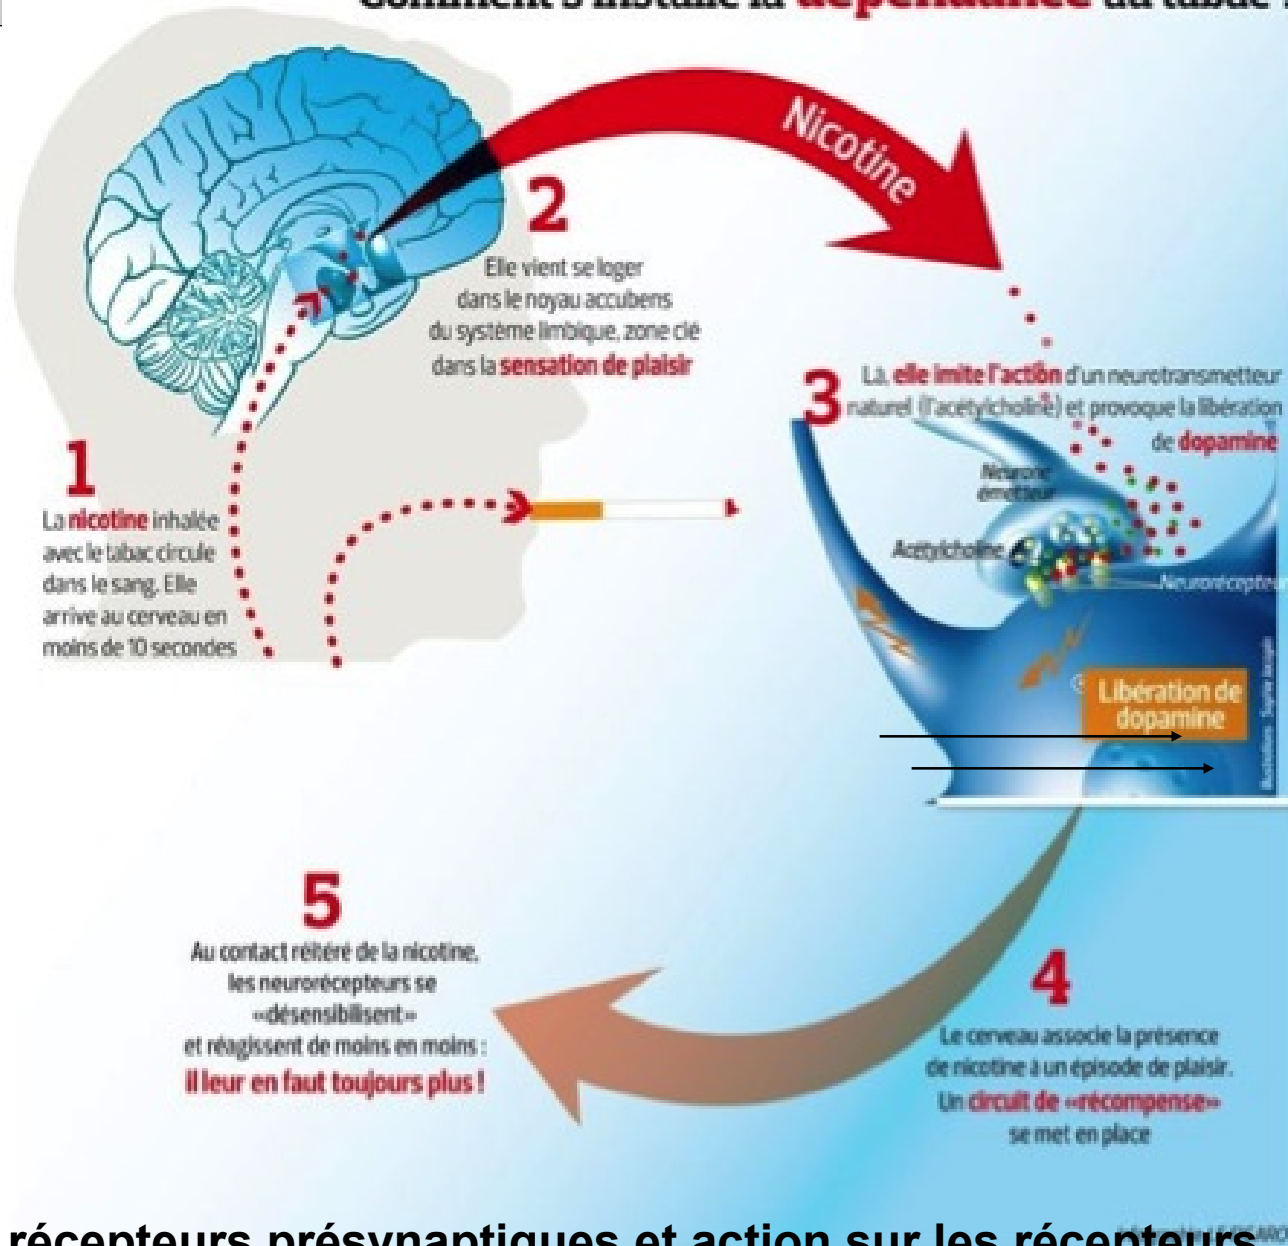 Comment s'installe la dépendance au tabac
Nicotine
2
Elle vient se loger
dans le noyau accubens
du système limbique, zone clé
dans la sensation de plaisir
3
Là, elle imite l'action d'un neurotransmetteur
naturel (l'acétylcholine) et provoque la libération
de dopamine
Neurone
émetteur
Acétylcholine
Neurorécepteur
1
La nicotine inhalée
avec le tabac circule
dans le sang. Elle
arrive au cerveau en
moins de 10 secondes
Libération de
dopamine
Illustrations : Sophie Jacopin
5
Au contact réitéré de la nicotine,
les neurorécepteurs se
«désensibilisent»
et réagissent de moins en moins :
il leur en faut toujours plus !
4
Le cerveau associe la présence
de nicotine à un épisode de plaisir.
Un circuit de «récompense»
se met en place
récepteurs présynaptiques et action sur les récepteurs